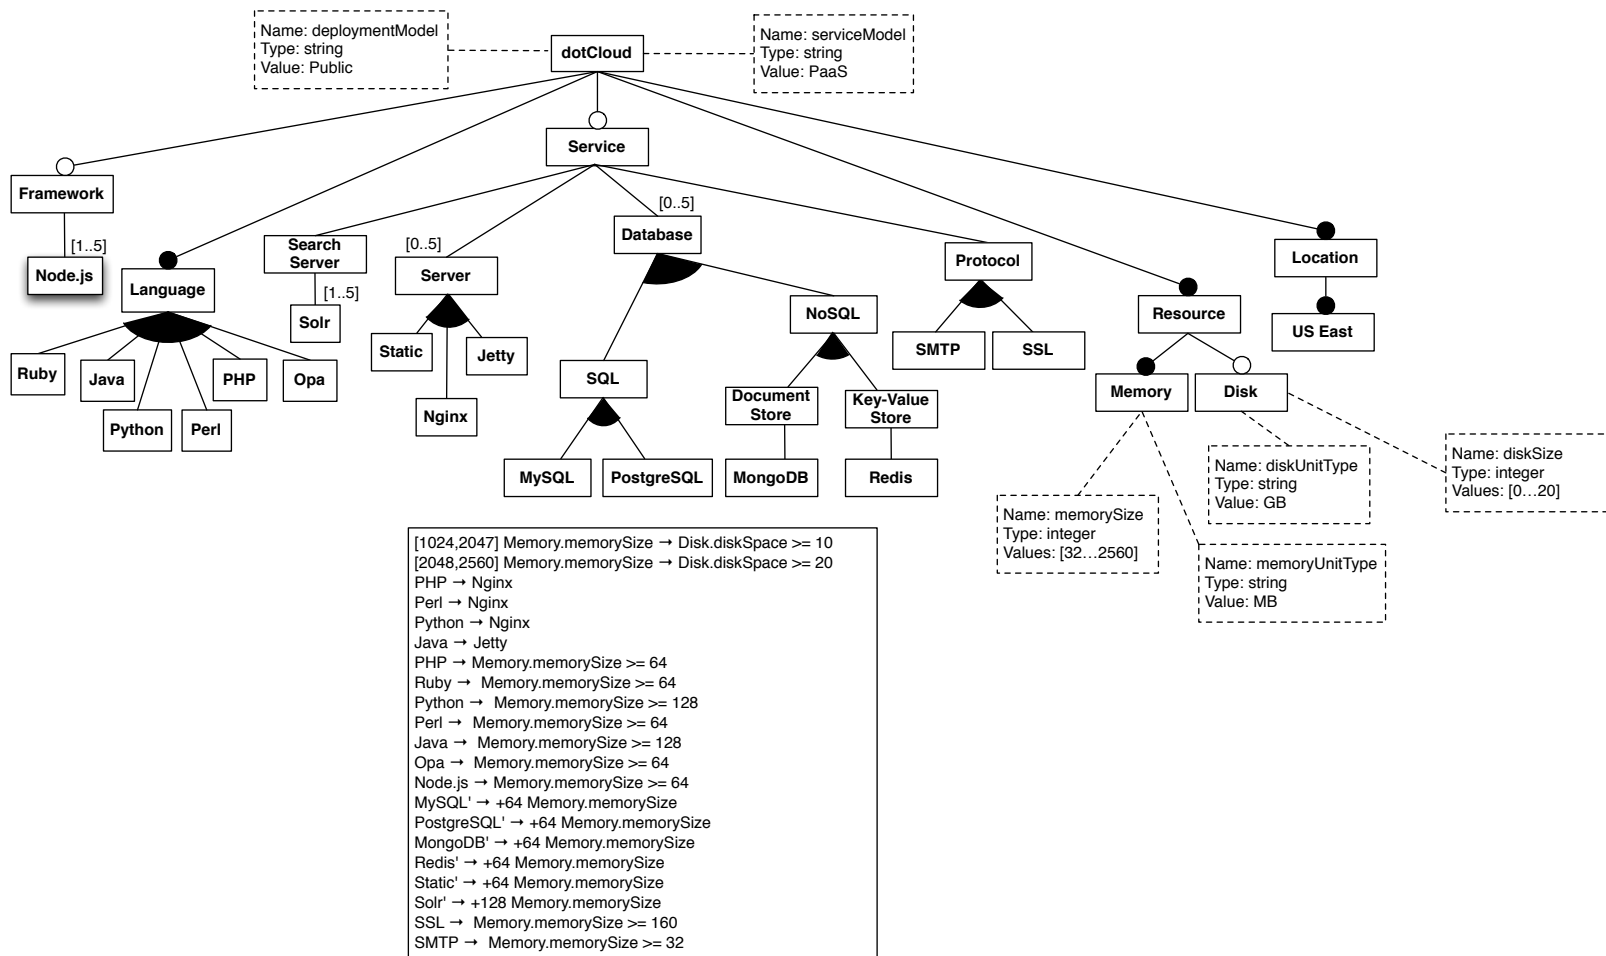 Name: deploymentModel
Type: string
Value: Public
dotCloud
Name: serviceModel
Type: string
Value: PaaS
Service
Framework
[1..5]
Node.js
Language
Ruby
Java
Python
Perl
PHP
Opa
Search
Server
[1..5]
Solr
[0..5]
Server
Static
Nginx
Jetty
[0..5]
Database
SQL
MySQL
PostgreSQL
NoSQL
Document
Store
MongoDB
Key-Value
Store
Redis
Protocol
SMTP
SSL
Resource
Memory
Disk
Location
US East
Name: memorySize
Type: integer
Values: [32...2560]
Name: memoryUnitType
Type: string
Value: MB
Name: diskUnitType
Type: string
Value: GB
Name: diskSize
Type: integer
Values: [0...20]
[1024,2047] Memory.memorySize → Disk.diskSpace >= 10
[2048,2560] Memory.memorySize → Disk.diskSpace >= 20
PHP → Nginx
Perl → Nginx
Python → Nginx
Java → Jetty
PHP → Memory.memorySize >= 64
Ruby → Memory.memorySize >= 64
Python → Memory.memorySize >= 128
Perl → Memory.memorySize >= 64
Java → Memory.memorySize >= 128
Opa → Memory.memorySize >= 64
Node.js → Memory.memorySize >= 64
MySQL' → +64 Memory.memorySize
PostgreSQL' → +64 Memory.memorySize
MongoDB' → +64 Memory.memorySize
Redis' → +64 Memory.memorySize
Static' → +64 Memory.memorySize
Solr' → +128 Memory.memorySize
SSL → Memory.memorySize >= 160
SMTP → Memory.memorySize >= 32